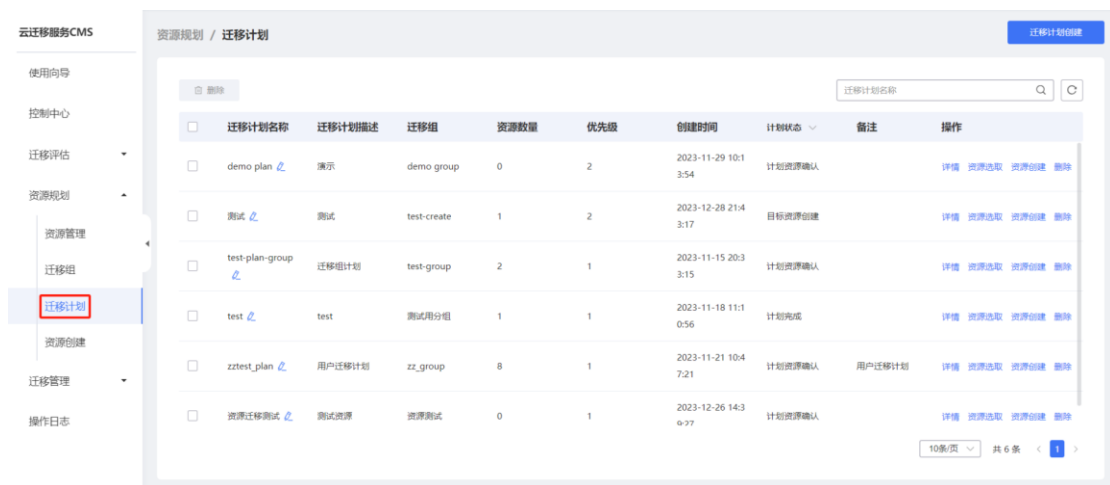 云迁移服务CMS
使用向导
控制中心
迁移评估
资源规划
资源管理
迁移组
迁移计划
资源创建
迁移管理
操作日志
资源规划 / 迁移计划
迁移计划创建
删除
迁移计划名称
迁移计划名称 迁移计划描述 迁移组 资源数量 优先级 创建时间 计划状态 备注 操作
demo plan 演示 demo group 0 2 2023-11-29 10:1
3:54
计划资源确认 详情 资源选取 资源创建 删除
测试 测试 test-create 1 2 2023-12-28 21:4
3:17
目标资源创建 详情 资源选取 资源创建 删除
test-plan-group 迁移组计划 test-group 2 1 2023-11-15 20:3
3:15
计划资源确认 详情 资源选取 资源创建 删除
test test 测试用分组 1 1 2023-11-18 11:1
0:56
计划完成 详情 资源选取 资源创建 删除
zztest_plan 用户迁移计划 zz_group 8 1 2023-11-21 10:4
7:21
计划资源确认 用户迁移计划 详情 资源选取 资源创建 删除
资源迁移测试 测试资源 资源测试 0 1 2023-12-26 14:3
9:27
计划资源确认 详情 资源选取 资源创建 删除
10条/页 共 6 条 < 1 >